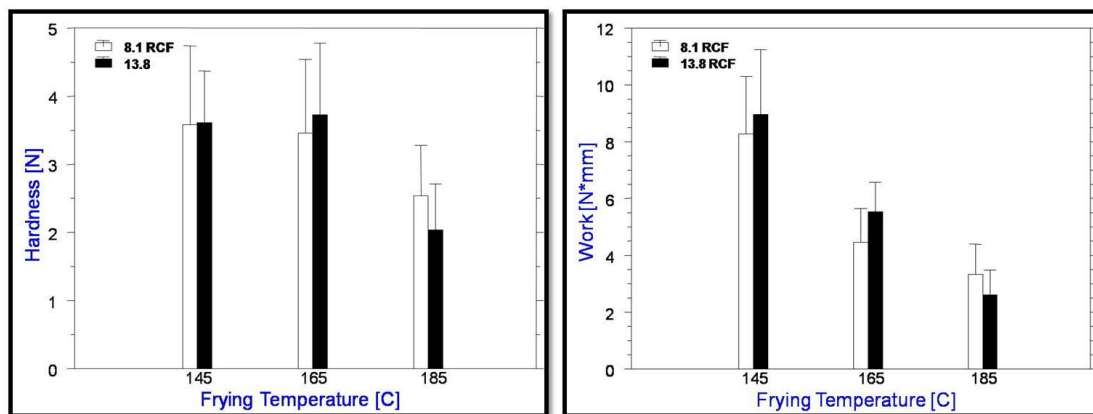 8.1 RCF
13.8
Hardness [N]
5
4
3
2
1
0
145 165 185
Frying Temperature [C]
8.1 RCF
13.8 RCF
Work [N*mm]
12
10
8
6
4
2
0
145 165 185
Frying Temperature [C]